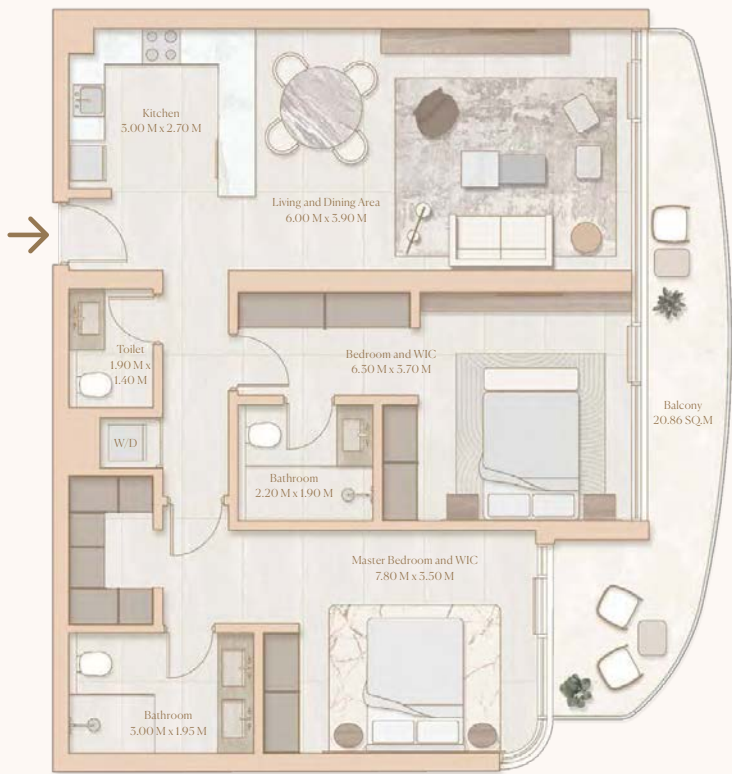 Kitchen
3.00 M x 2.70 M
Living and Dining Area
6.00 M x 3.90 M
Toilet
1.90 M x
1.40 M
Bedroom and WIC
6.30 M x 3.70 M
Balcony
20.86 SQ.M
W/D
Bathroom
2.20 M x 1.90 M
Master Bedroom and WIC
7.80 M x 3.50 M
Bathroom
3.00 M x 1.95 M